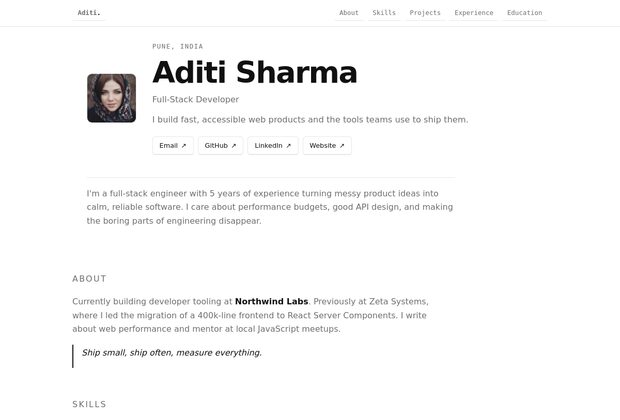 Aditi.
About Skills Projects Experience Education
PUNE, INDIA
Aditi Sharma
Full-Stack Developer
I build fast, accessible web products and the tools teams use to ship them.
Email ↗ GitHub ↗ LinkedIn ↗ Website ↗
I'm a full-stack engineer with 5 years of experience turning messy product ideas into
calm, reliable software. I care about performance budgets, good API design, and making
the boring parts of engineering disappear.
ABOUT
Currently building developer tooling at Northwind Labs. Previously at Zeta Systems,
where I led the migration of a 400k-line frontend to React Server Components. I write
about web performance and mentor at local JavaScript meetups.
Ship small, ship often, measure everything.
SKILLS